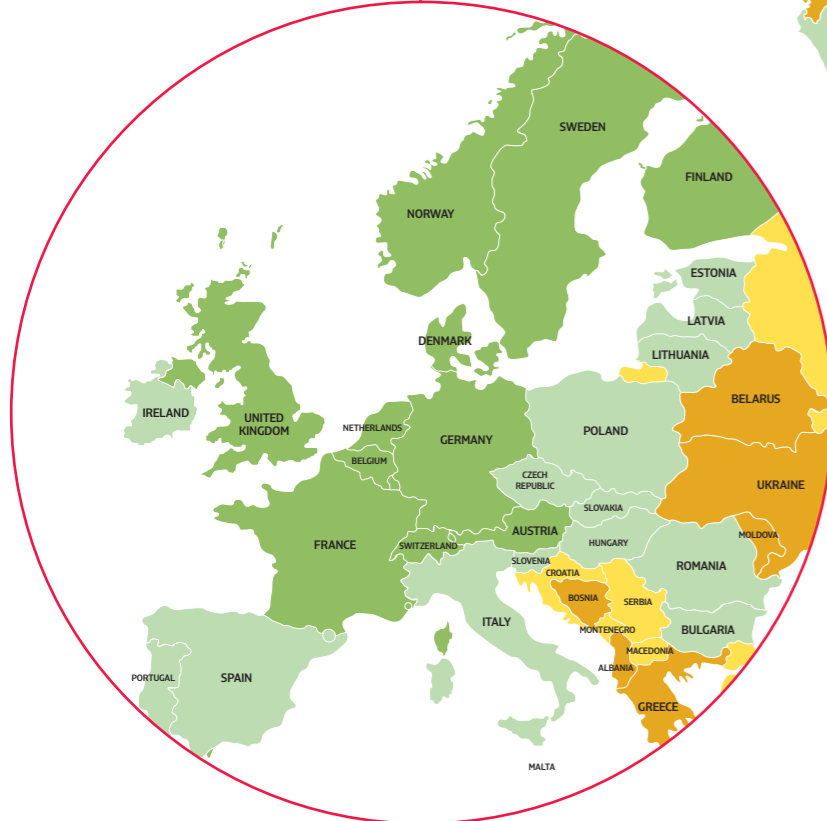 SWEDEN
FINLAND
NORWAY
ESTONIA
LATVIA
DENMARK
LITHUANIA
BELARUS
IRELAND
UNITED
KINGDOM
NETHERLANDS
GERMANY
POLAND
BELGIUM
CZECH
REPUBLIC
UKRAINE
SLOVAKIA
FRANCE
SWITZERLAND
AUSTRIA
HUNGARY
MOLDOVA
SLOVENIA
ROMANIA
CROATIA
BOSNIA
SERBIA
ITALY
MONTENEGRO
BULGARIA
MACEDONIA
PORTUGAL
SPAIN
ALBANIA
GREECE
MALTA